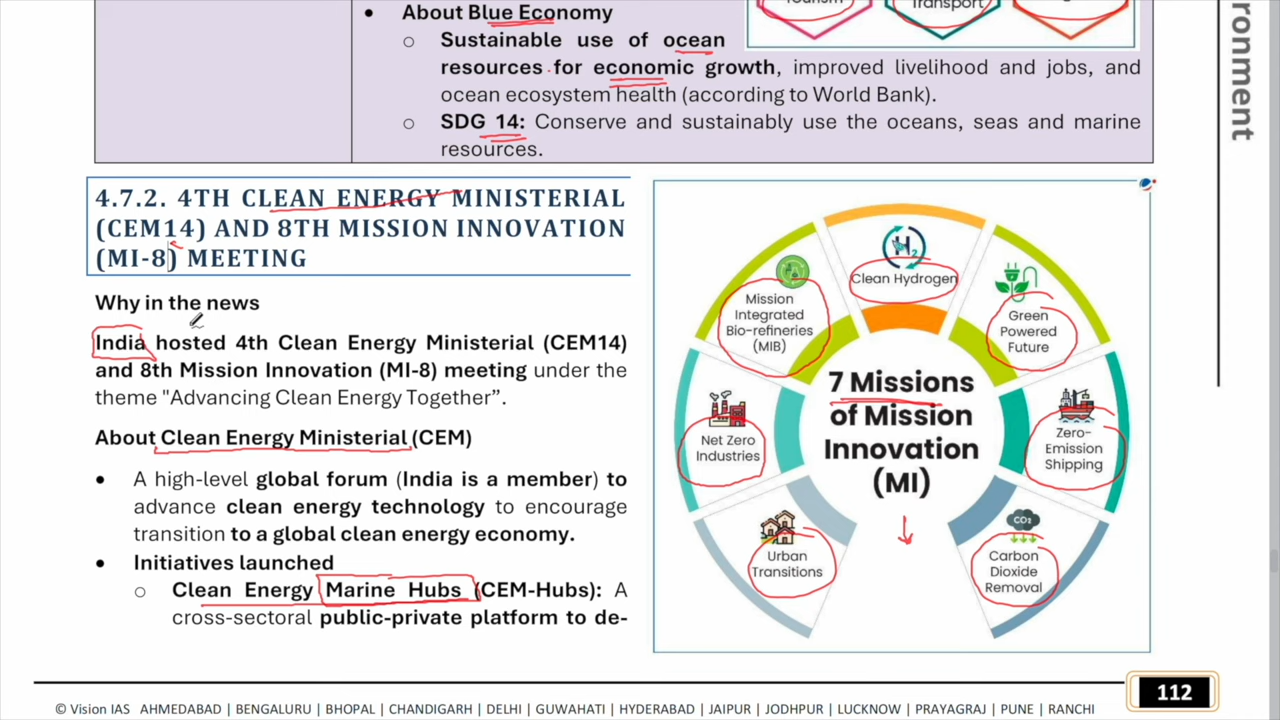 Tourism
Transport
ronment
• About Blue Economy
o Sustainable use of ocean
resources for economic growth, improved livelihood and jobs, and
ocean ecosystem health (according to World Bank).
o SDG 14: Conserve and sustainably use the oceans, seas and marine
resources.
4.7.2. 4TH CLEAN ENERGY MINISTERIAL
(CEM14) AND 8TH MISSION INNOVATION
(MI-8) MEETING
Why in the news
India hosted 4th Clean Energy Ministerial (CEM14)
and 8th Mission Innovation (MI-8) meeting under the
theme "Advancing Clean Energy Together”.
About Clean Energy Ministerial (CEM)
• A high-level global forum (India is a member) to
advance clean energy technology to encourage
transition to a global clean energy economy.
• Initiatives launched
o Clean Energy Marine Hubs (CEM-Hubs): A
cross-sectoral public-private platform to de-
H2
Clean Hydrogen
Mission
Integrated
Bio-refineries
(MIB)
Green
Powered
Future
7 Missions
of Mission
Innovation
(MI)
Net Zero
Industries
Zero-
Emission
Shipping
Urban
Transitions
CO2
Carbon
Dioxide
Removal
112
© Vision IAS AHMEDABAD | BENGALURU | BHOPAL | CHANDIGARH | DELHI | GUWAHATI | HYDERABAD | JAIPUR | JODHPUR | LUCKNOW | PRAYAGRAJ | PUNE | RANCHI